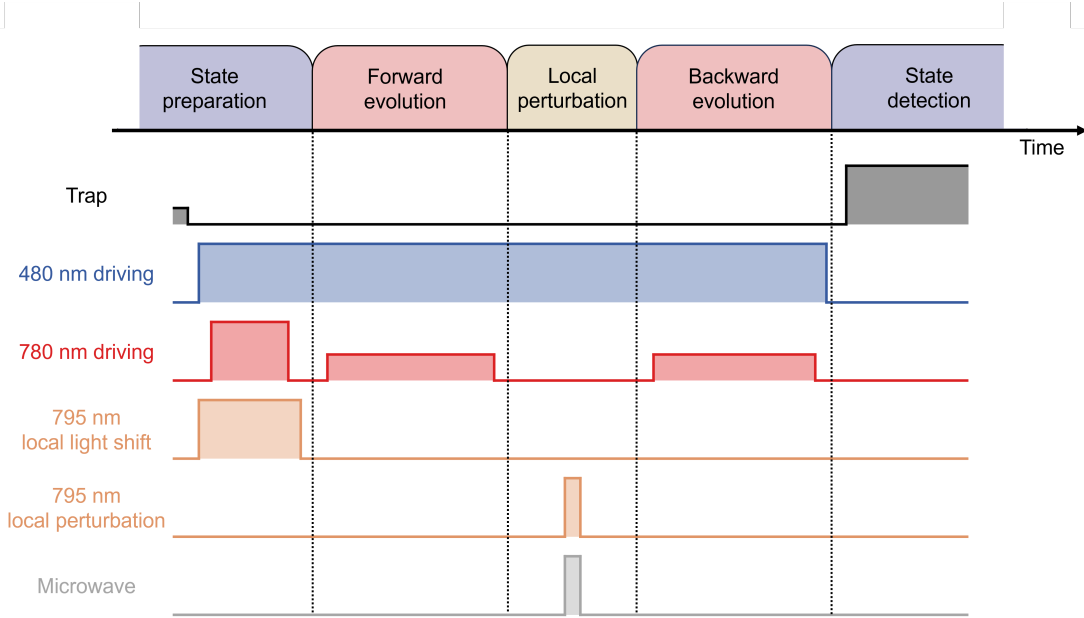 State
preparation
Forward
evolution
Local
perturbation
Backward
evolution
State
detection
Time
Trap
480 nm driving
780 nm driving
795 nm
local light shift
795 nm
local perturbation
Microwave